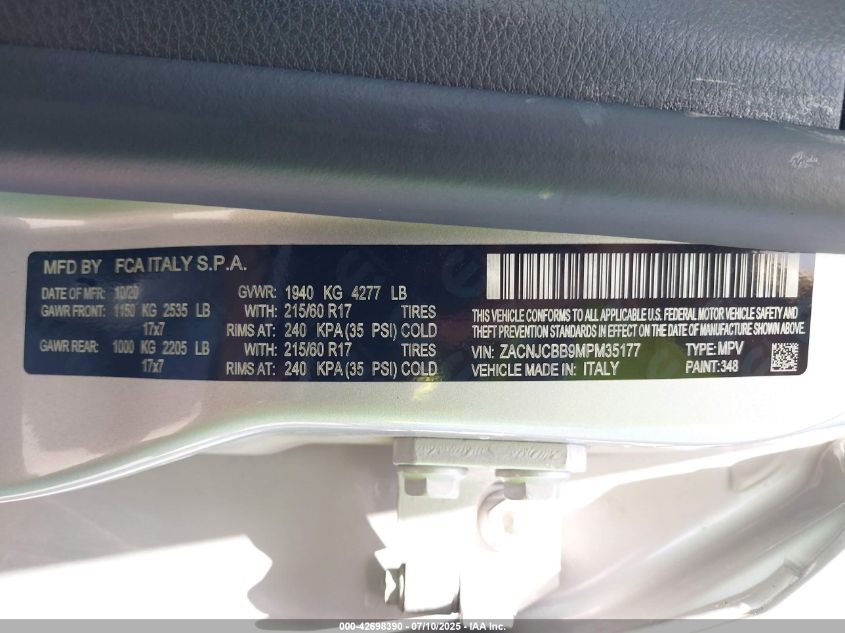 MFD BY FCA ITALY S.P.A.
DATE OF MFR: 10/20 GVWR: 1940 KG 4277 LB
GAWR FRONT: 1150 KG 2535 LB WITH: 215/60 R17 TIRES
17x7 RIMS AT: 240 KPA (35 PSI) COLD
GAWR REAR: 1000 KG 2205 LB WITH: 215/60 R17 TIRES
17x7 RIMS AT: 240 KPA (35 PSI) COLD
THIS VEHICLE CONFORMS TO ALL APPLICABLE U.S. FEDERAL MOTOR VEHICLE SAFETY AND
THEFT PREVENTION STANDARDS IN EFFECT ON THE DATE OF MANUFACTURE SHOWN ABOVE.
VIN: ZACNJCBB9MPM35177 TYPE: MPV
VEHICLE MADE IN: ITALY PAINT: 348
000-42698390 - 07/10/2025 - IAA Inc.